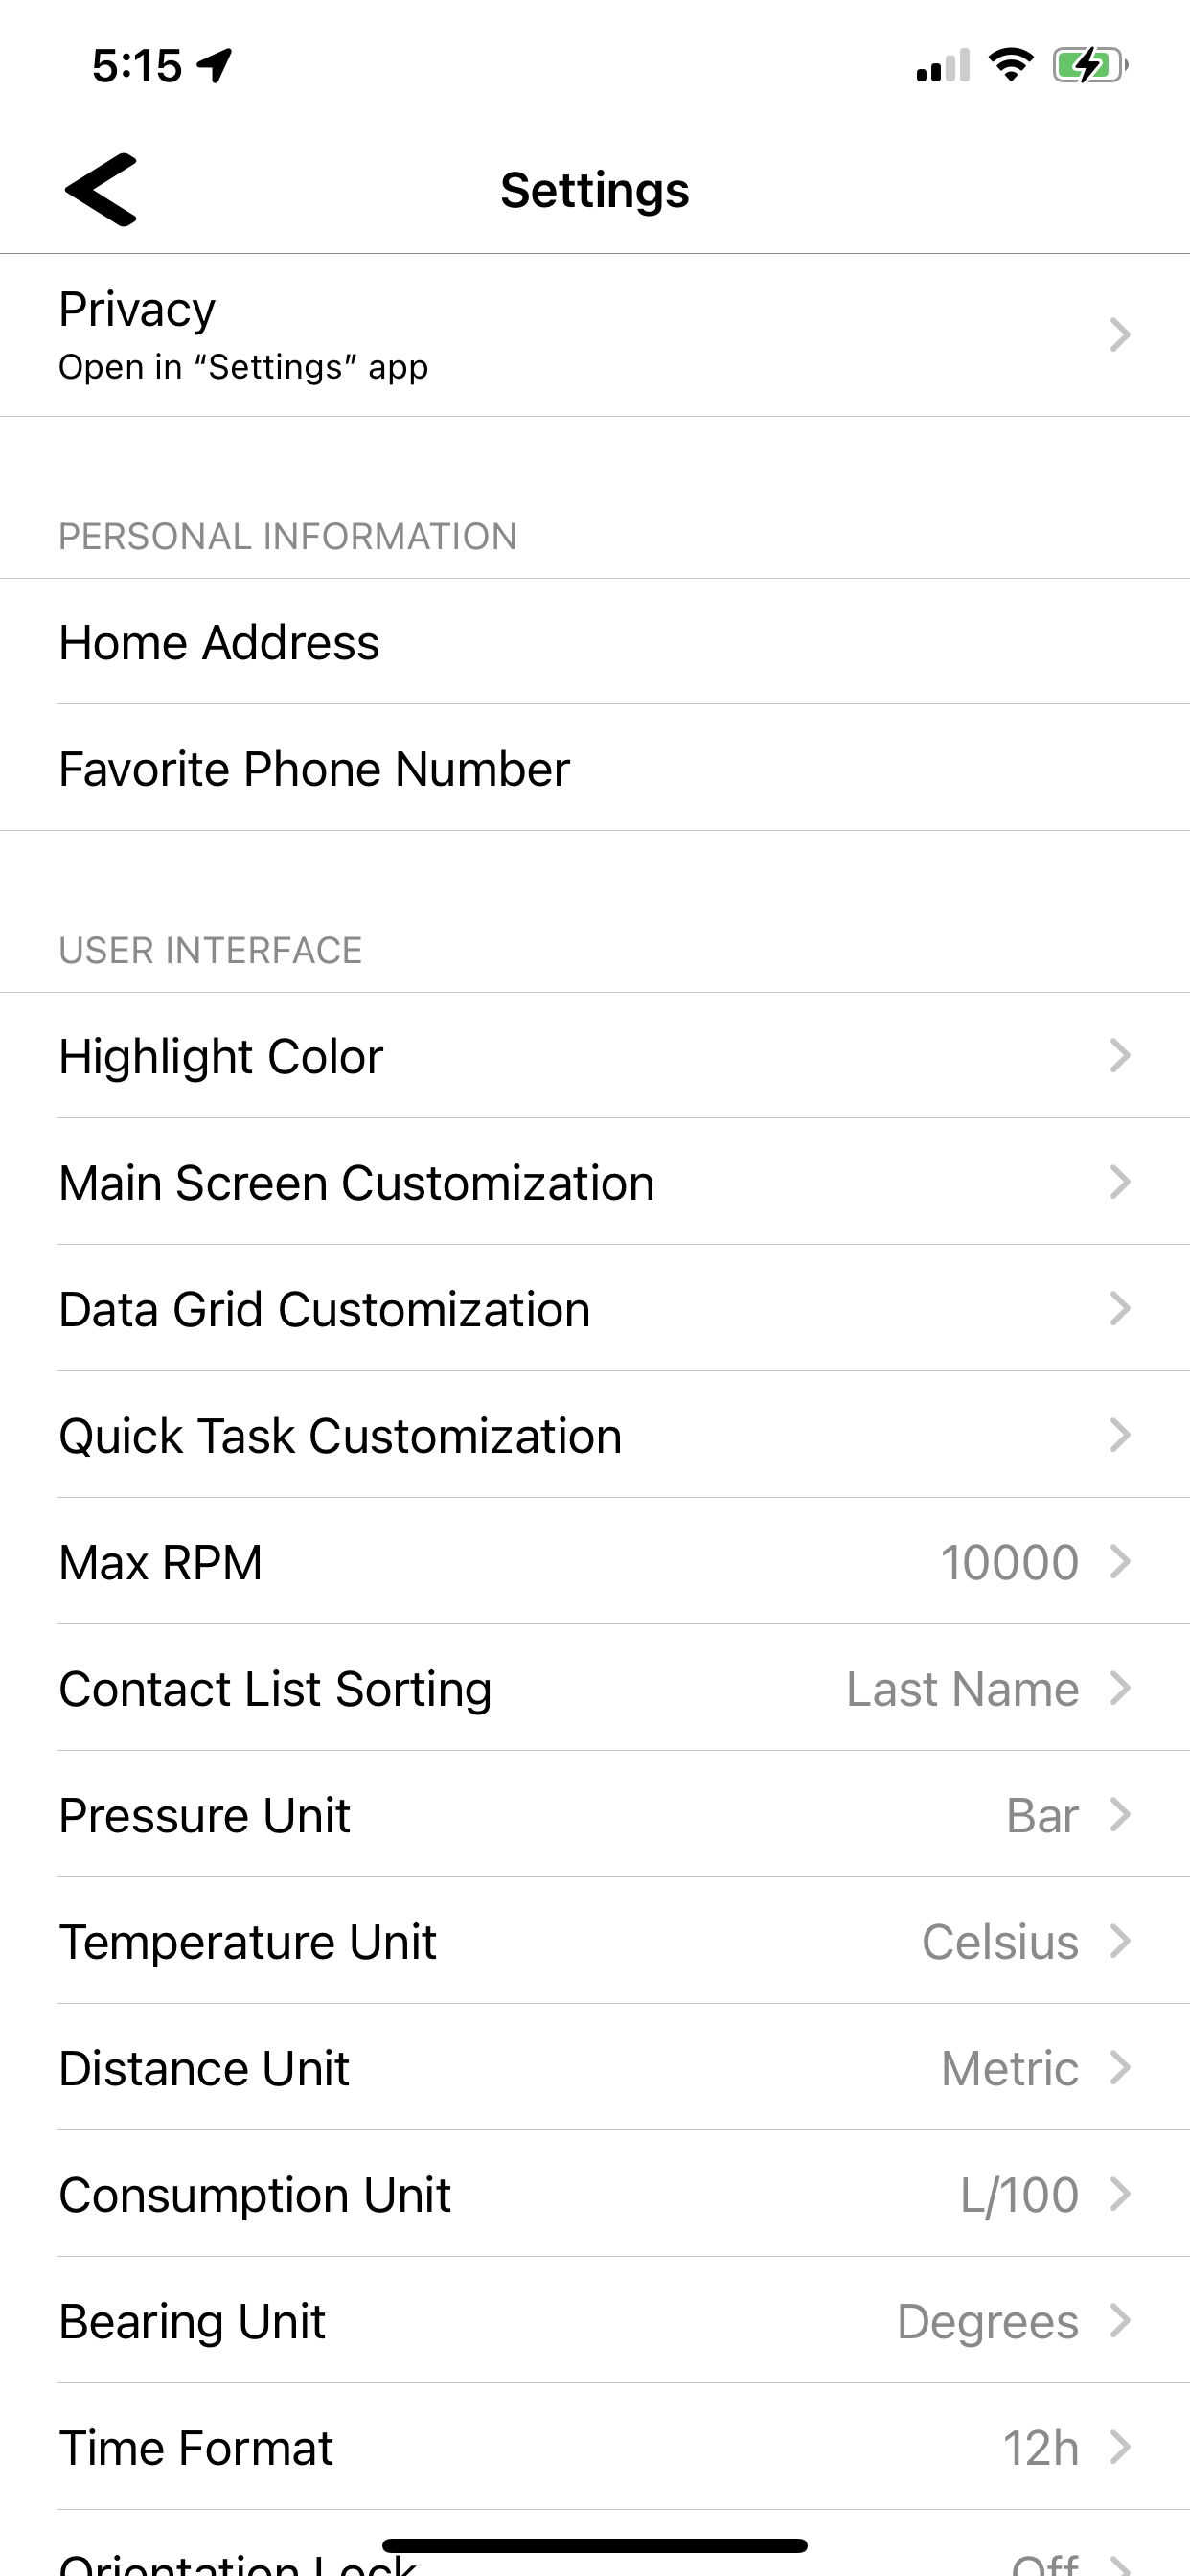 5:15
Settings
Privacy
Open in “Settings” app
PERSONAL INFORMATION
Home Address
Favorite Phone Number
USER INTERFACE
Highlight Color
Main Screen Customization
Data Grid Customization
Quick Task Customization
Max RPM 10000
Contact List Sorting Last Name
Pressure Unit Bar
Temperature Unit Celsius
Distance Unit Metric
Consumption Unit L/100
Bearing Unit Degrees
Time Format 12h
Orientation Lock Off